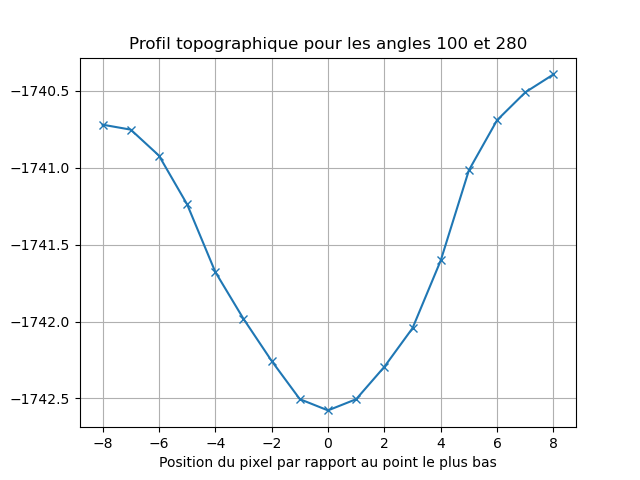 Profil topographique pour les angles 100 et 280
−1740.5
−1741.0
−1741.5
−1742.0
−1742.5
−8 −6 −4 −2 0 2 4 6 8
Position du pixel par rapport au point le plus bas